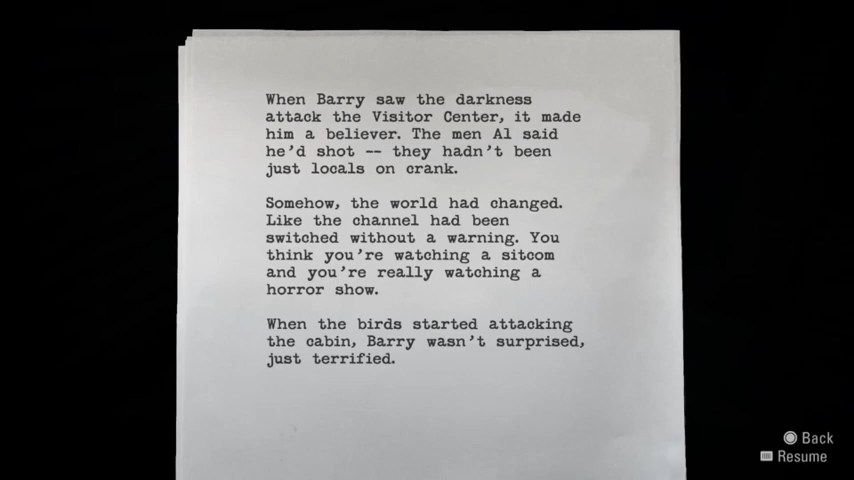 When Barry saw the darkness
attack the Visitor Center, it made
him a believer. The men Al said
he'd shot -- they hadn't been
just locals on crank.
Somehow, the world had changed.
Like the channel had been
switched without a warning. You
think you're watching a sitcom
and you're really watching a
horror show.
When the birds started attacking
the cabin, Barry wasn't surprised,
just terrified.
Back
Resume